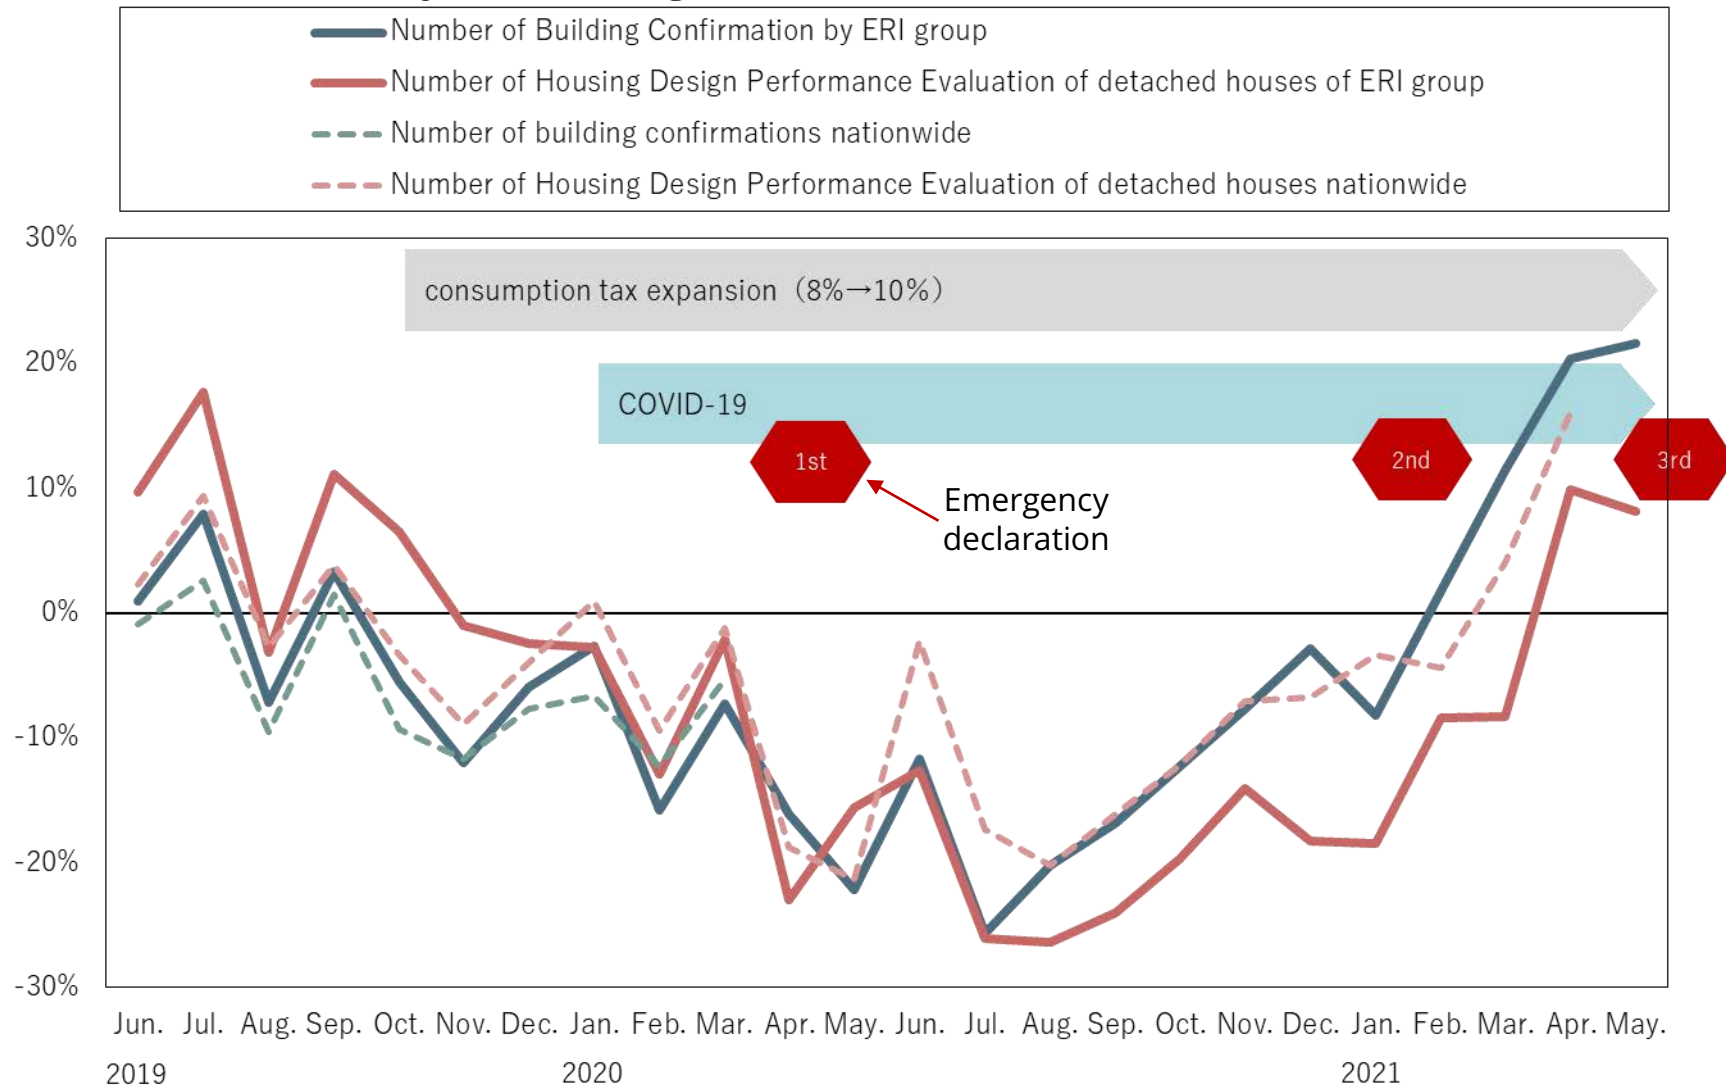 Number of Building Confirmation by ERI group
Number of Housing Design Performance Evaluation of detached houses of ERI group
Number of building confirmations nationwide
Number of Housing Design Performance Evaluation of detached houses nationwide
30%
20%
10%
0%
-10%
-20%
-30%
consumption tax expansion（8%→10%）
COVID-19
1st
2nd
3rd
Emergency
declaration
Jun. Jul. Aug. Sep. Oct. Nov. Dec. Jan. Feb. Mar. Apr. May. Jun. Jul. Aug. Sep. Oct. Nov. Dec. Jan. Feb. Mar. Apr. May.
2019 2020 2021